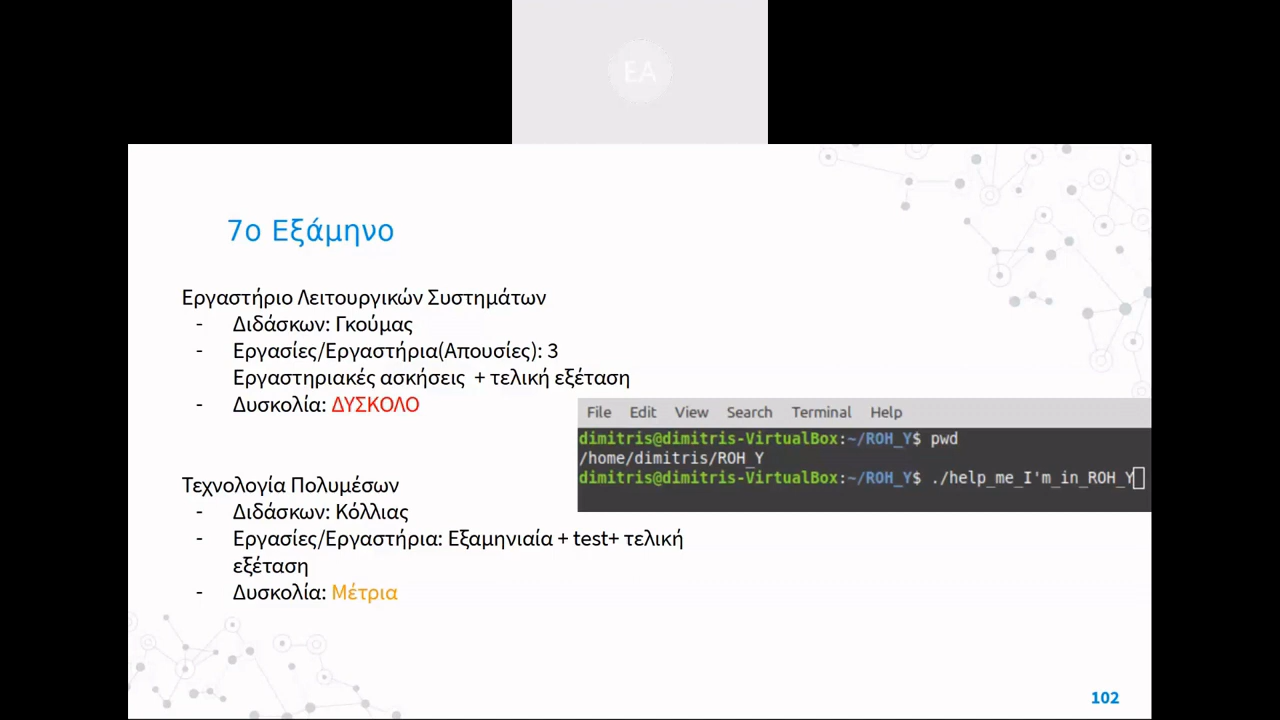 EA
7ο Εξάμηνο
Εργαστήριο Λειτουργικών Συστημάτων
- Διδάσκων: Γκούμας
- Εργασίες/Εργαστήρια(Απουσίες): 3
Εργαστηριακές ασκήσεις + τελική εξέταση
- Δυσκολία: ΔΥΣΚΟΛΟ
File Edit View Search Terminal Help
dimitris@dimitris-VirtualBox:~/ROH_Y$ pwd
/home/dimitris/ROH_Y
dimitris@dimitris-VirtualBox:~/ROH_Y$ ./help_me_I'm_in_ROH_Y
Τεχνολογία Πολυμέσων
- Διδάσκων: Κόλλιας
- Εργασίες/Εργαστήρια: Εξαμηνιαία + test+ τελική
εξέταση
- Δυσκολία: Μέτρια
102